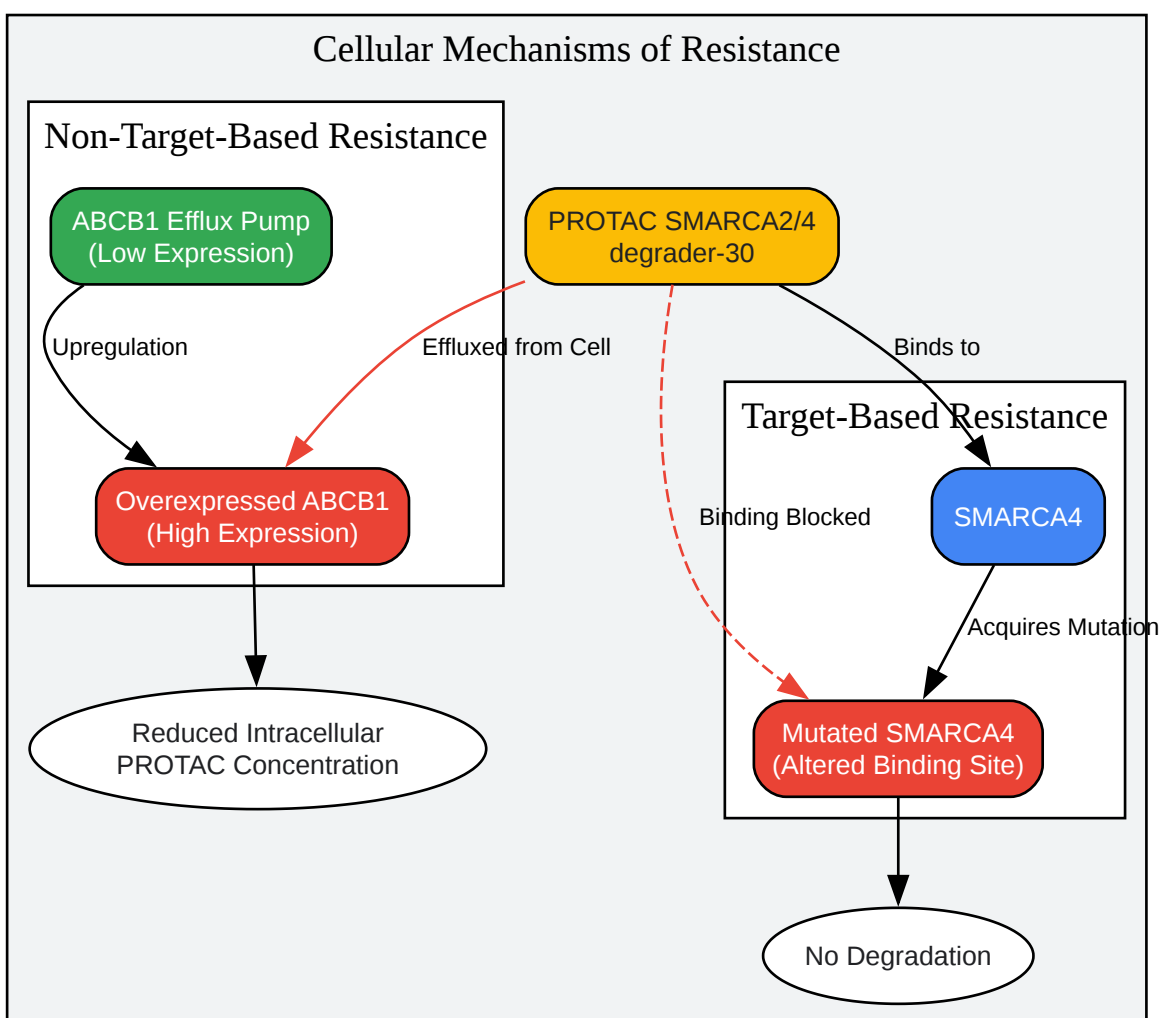 Cellular Mechanisms of Resistance
Non-Target-Based Resistance
ABCB1 Efflux Pump
(Low Expression)
PROTAC SMARCA2/4
degrader-30
Upregulation
Effluxed from Cell
Binds to
Target-Based Resistance
Overexpressed ABCB1
(High Expression)
Binding Blocked
SMARCA4
Acquires Mutation
Reduced Intracellular
PROTAC Concentration
Mutated SMARCA4
(Altered Binding Site)
No Degradation